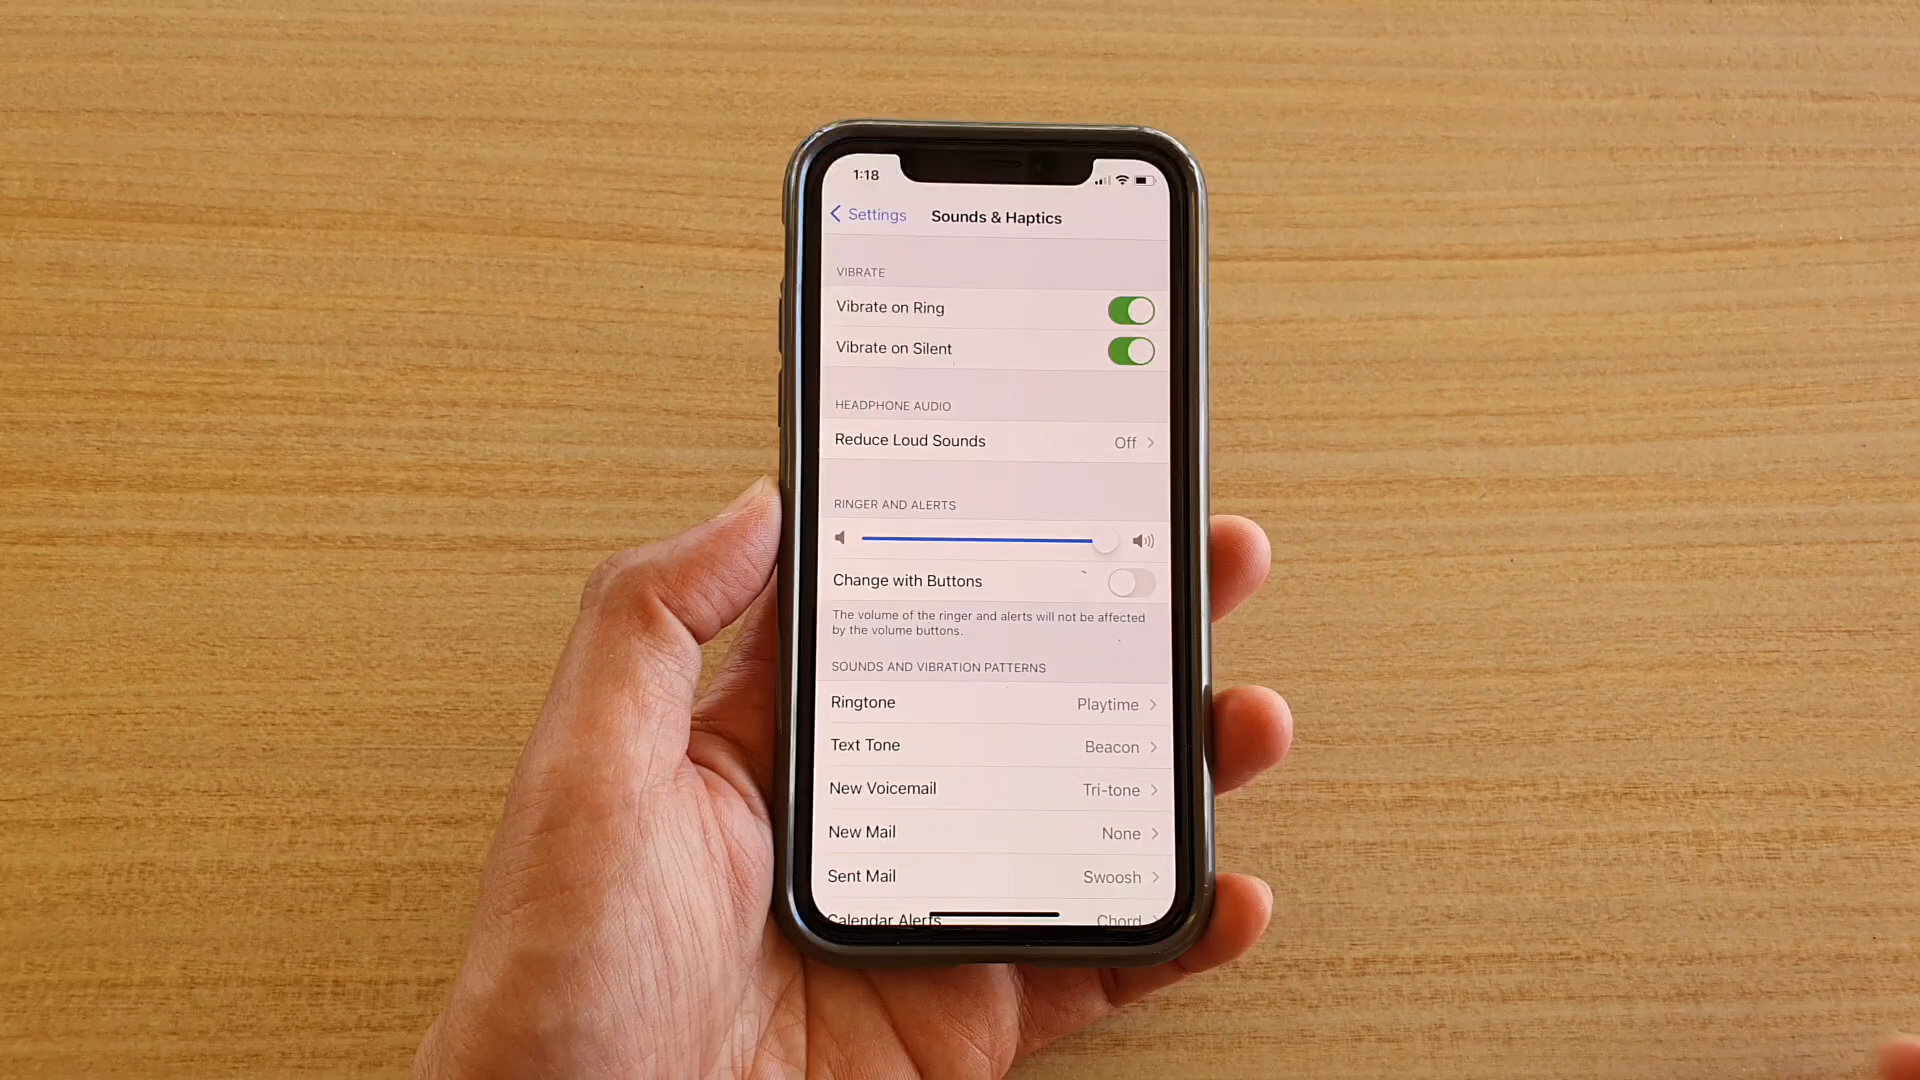 1:18
Settings
Sounds & Haptics
VIBRATE
Vibrate on Ring
Vibrate on Silent
HEADPHONE AUDIO
Reduce Loud Sounds Off
RINGER AND ALERTS
Change with Buttons
The volume of the ringer and alerts will not be affected
by the volume buttons.
SOUNDS AND VIBRATION PATTERNS
Ringtone Playtime
Text Tone Beacon
New Voicemail Tri-tone
New Mail None
Sent Mail Swoosh
Calendar Alerts Chord